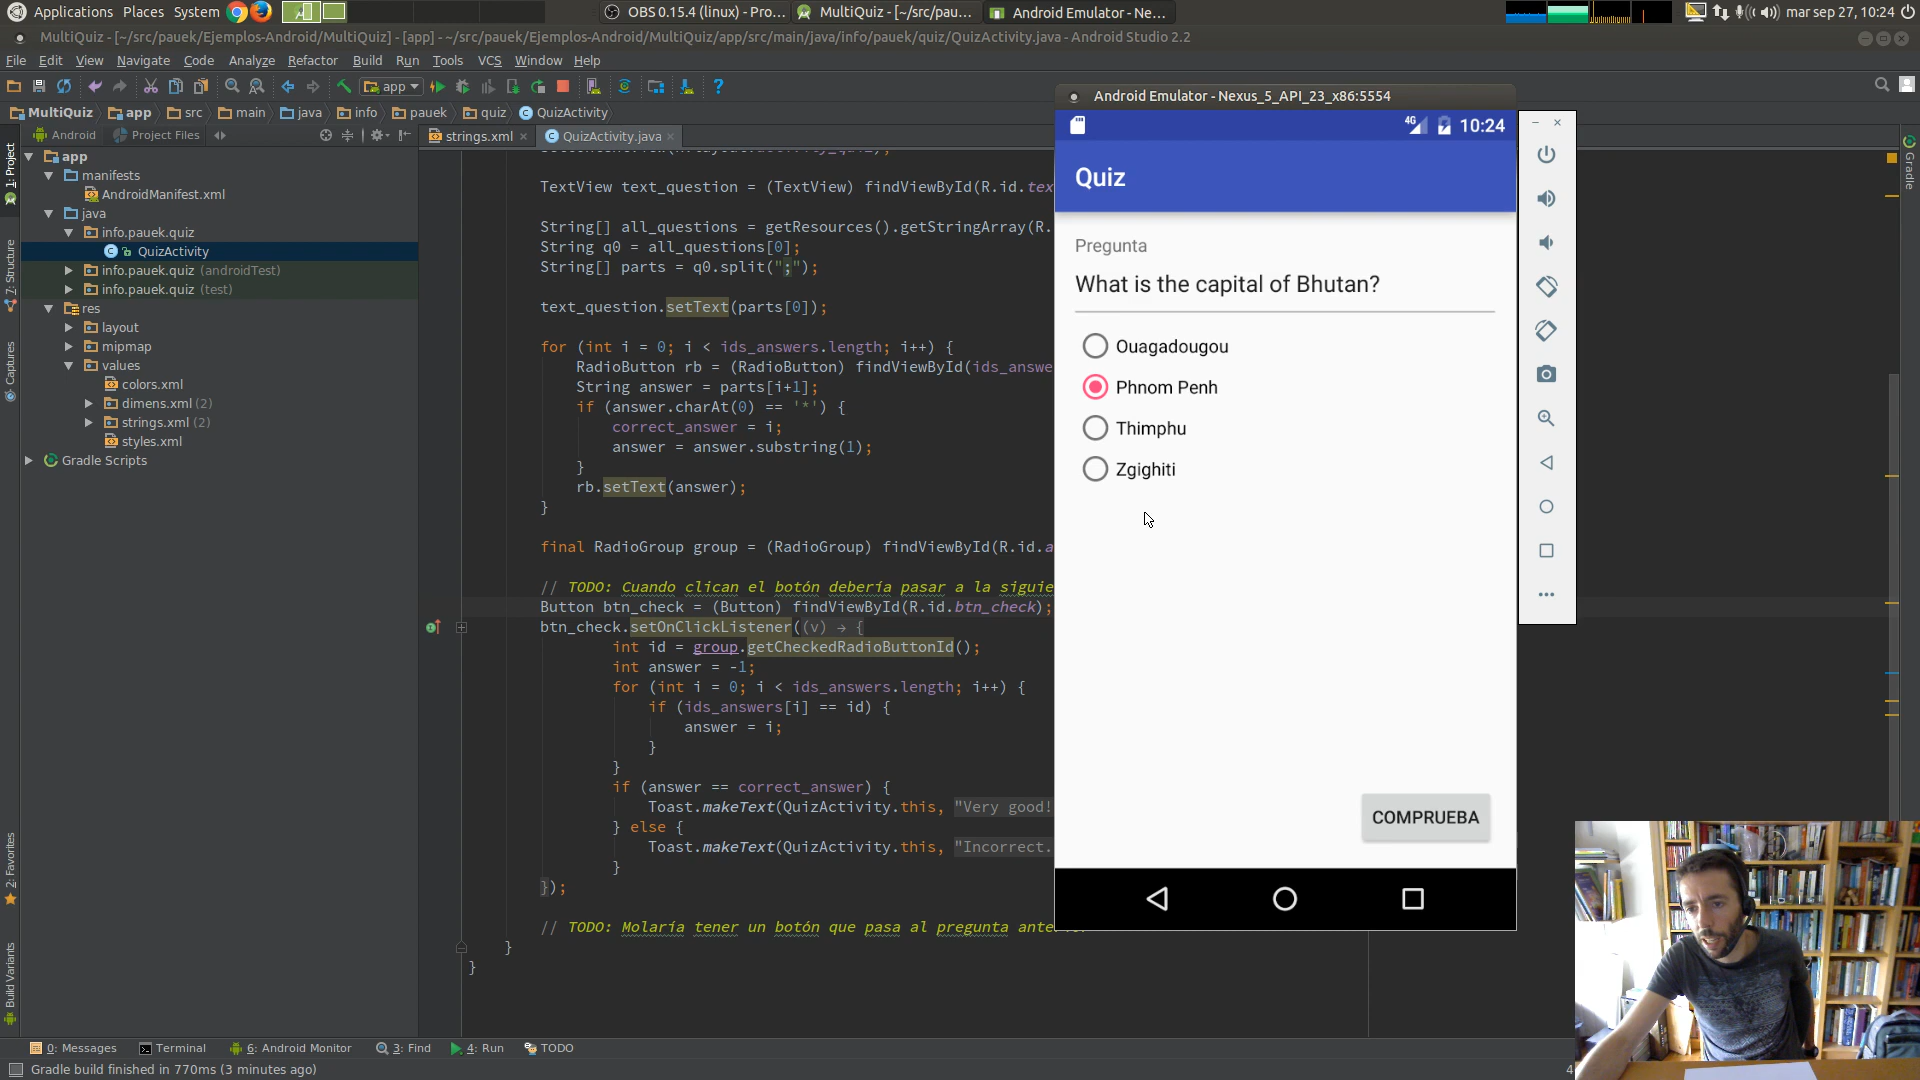 Applications Places System
OBS 0.15.4 (linux) - Pro...
MultiQuiz - [~/src/pau...
Android Emulator - Ne...
mar sep 27, 10:24
MultiQuiz - [~/src/pauek/Ejemplos-Android/MultiQuiz] - [app] - ~/src/pauek/Ejemplos-Android/MultiQuiz/app/src/main/java/info/pauek/quiz/QuizActivity.java - Android Studio 2.2
File Edit View Navigate Code Analyze Refactor Build Run Tools VCS Window Help
app
MultiQuiz app src main java info pauek quiz QuizActivity
Android Project Files
strings.xml
QuizActivity.java
1: Project
7: Structure
Captures
2: Favorites
Build Variants
Gradle
app
manifests
AndroidManifest.xml
java
info.pauek.quiz
QuizActivity
info.pauek.quiz (androidTest)
info.pauek.quiz (test)
res
layout
mipmap
values
colors.xml
dimens.xml (2)
strings.xml (2)
styles.xml
Gradle Scripts
TextView text_question = (TextView) findViewById(R.id.tex
String[] all_questions = getResources().getStringArray(R.
String q0 = all_questions[0];
String[] parts = q0.split(";");
text_question.setText(parts[0]);
for (int i = 0; i < ids_answers.length; i++) {
RadioButton rb = (RadioButton) findViewById(ids_answe
String answer = parts[i+1];
if (answer.charAt(0) == '*') {
correct_answer = i;
answer = answer.substring(1);
}
rb.setText(answer);
}
final RadioGroup group = (RadioGroup) findViewById(R.id.a
// TODO: Cuando clican el botón debería pasar a la siguie
Button btn_check = (Button) findViewById(R.id.btn_check);
btn_check.setOnClickListener((v) → {
int id = group.getCheckedRadioButtonId();
int answer = -1;
for (int i = 0; i < ids_answers.length; i++) {
if (ids_answers[i] == id) {
answer = i;
}
}
if (answer == correct_answer) {
Toast.makeText(QuizActivity.this, "Very good!
} else {
Toast.makeText(QuizActivity.this, "Incorrect.
}
});
// TODO: Molaría tener un botón que pasa al pregunta ante
}
}
Android Emulator - Nexus_5_API_23_x86:5554
4G 10:24
Quiz
Pregunta
What is the capital of Bhutan?
Ouagadougou
Phnom Penh
Thimphu
Zgighiti
COMPRUEBA
0: Messages Terminal 6: Android Monitor 3: Find 4: Run TODO
Gradle build finished in 770ms (3 minutes ago)
4